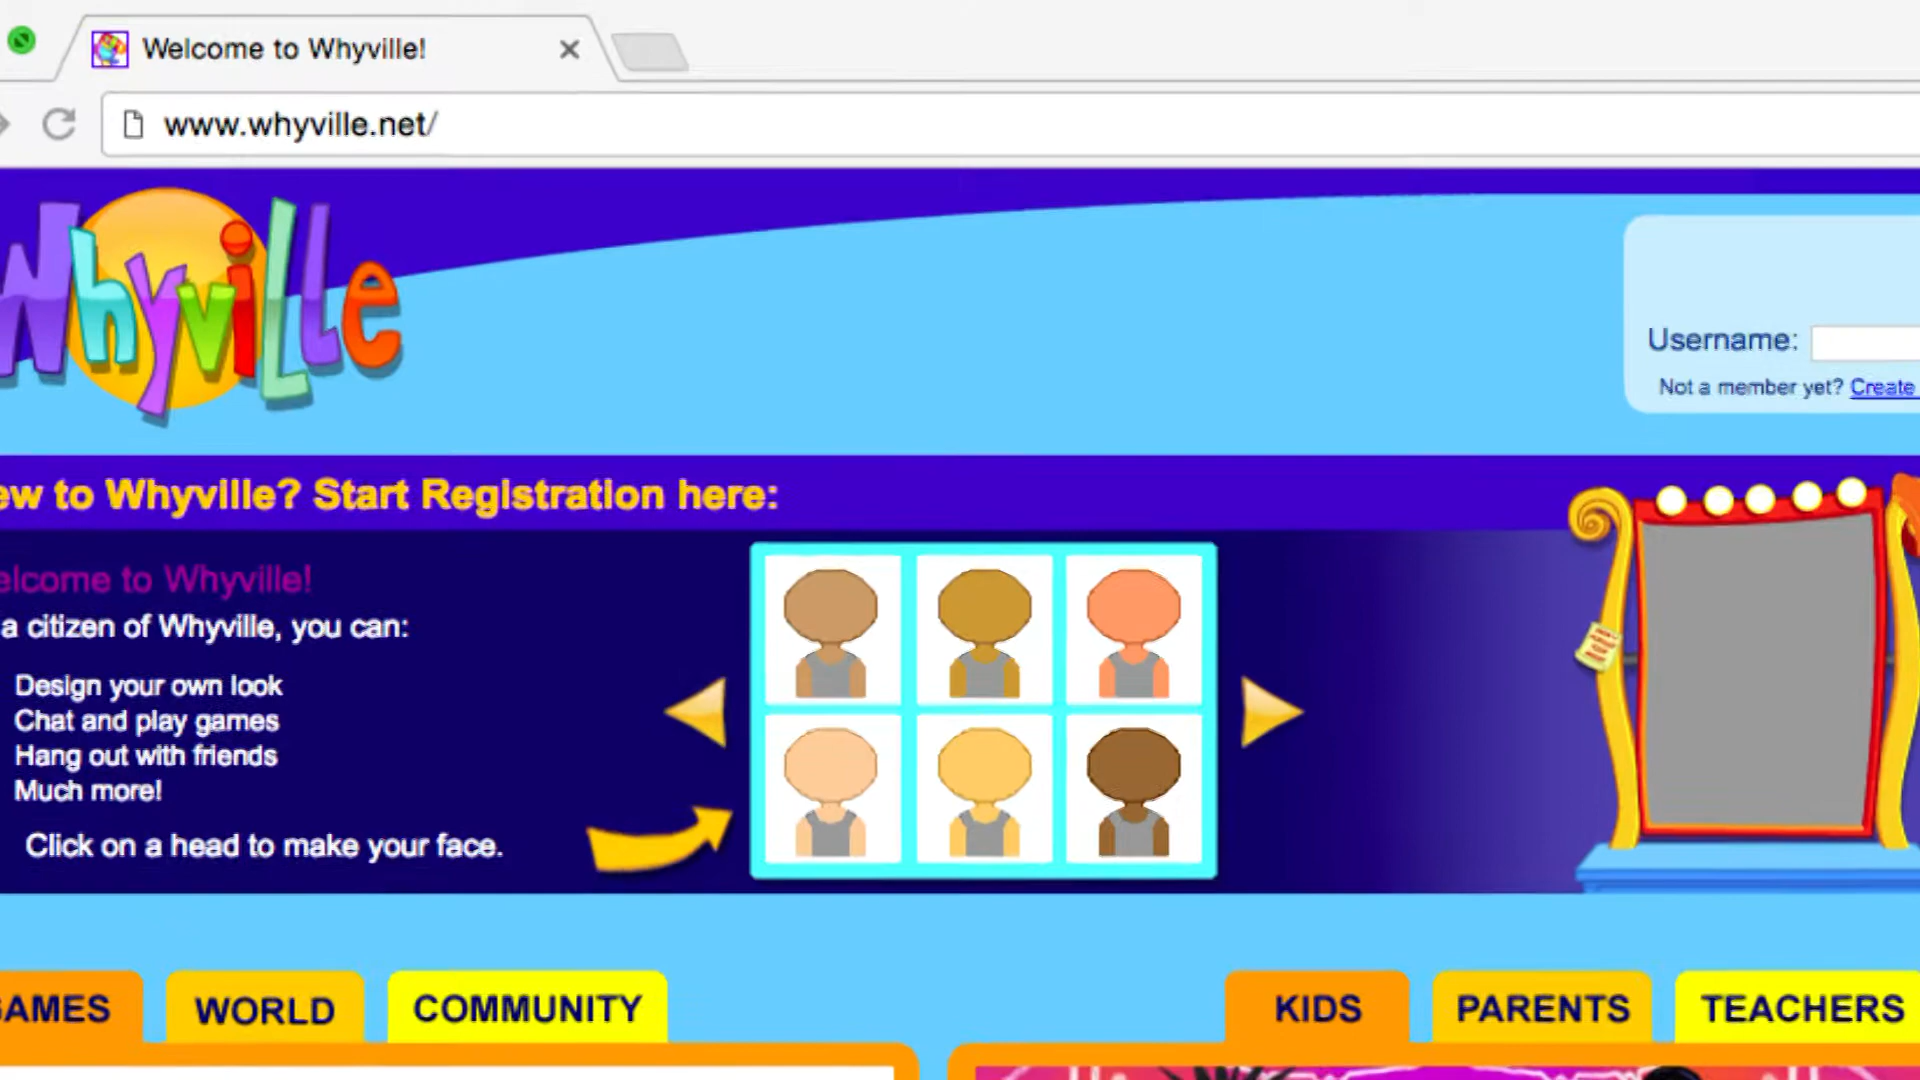 Welcome to Whyville!
www.whyville.net/
Whyville
Username:
Not a member yet? Create
ew to Whyville? Start Registration here:
elcome to Whyville!
a citizen of Whyville, you can:
Design your own look
Chat and play games
Hang out with friends
Much more!
Click on a head to make your face.
GAMES
WORLD
COMMUNITY
KIDS
PARENTS
TEACHERS